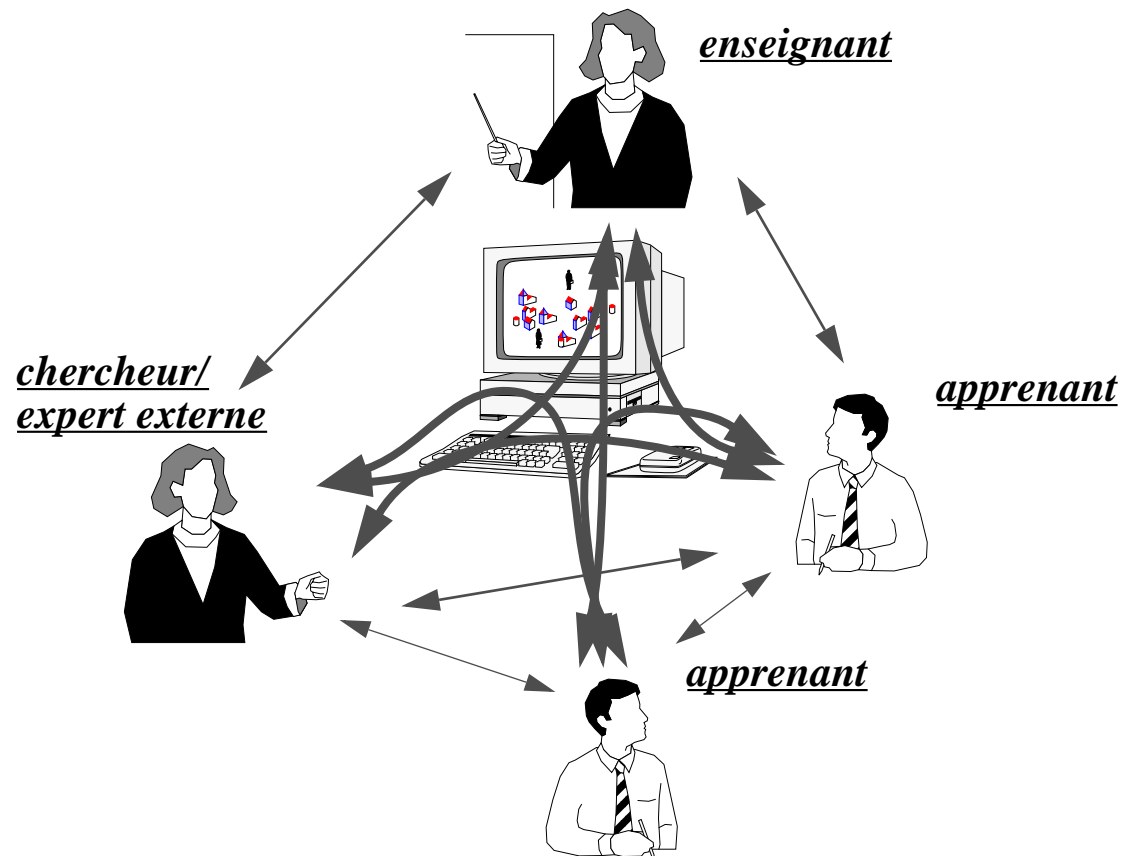 enseignant
chercheur/
expert externe
apprenant
apprenant